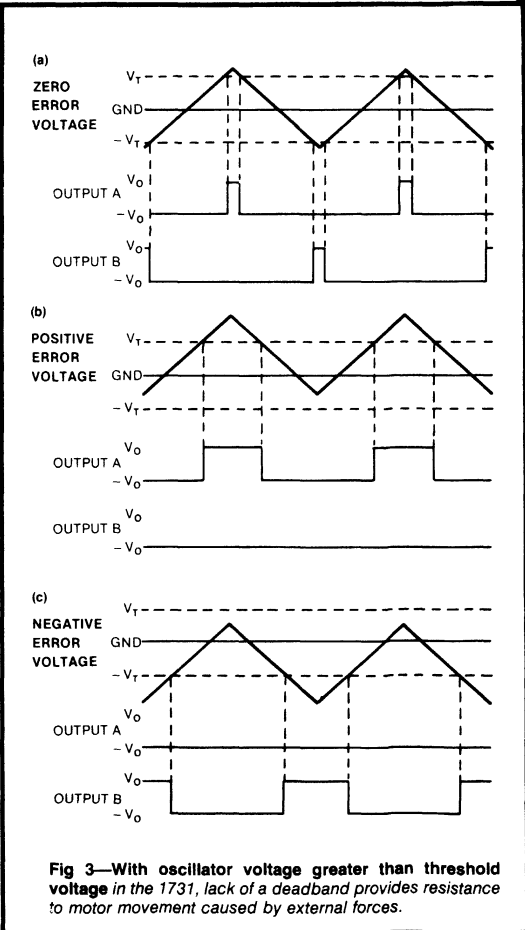 (a)
V_T
ZERO
ERROR
VOLTAGE
GND
– V_T
V_O
OUTPUT A
– V_O
V_O
OUTPUT B
– V_O
(b)
V_T
POSITIVE
ERROR
VOLTAGE
GND
– V_T
V_O
OUTPUT A
– V_O
V_O
OUTPUT B
– V_O
(c)
V_T
NEGATIVE
ERROR
VOLTAGE
GND
– V_T
V_O
OUTPUT A
– V_O
V_O
OUTPUT B
– V_O
Fig 3—With oscillator voltage greater than threshold
voltage in the 1731, lack of a deadband provides resistance
to motor movement caused by external forces.